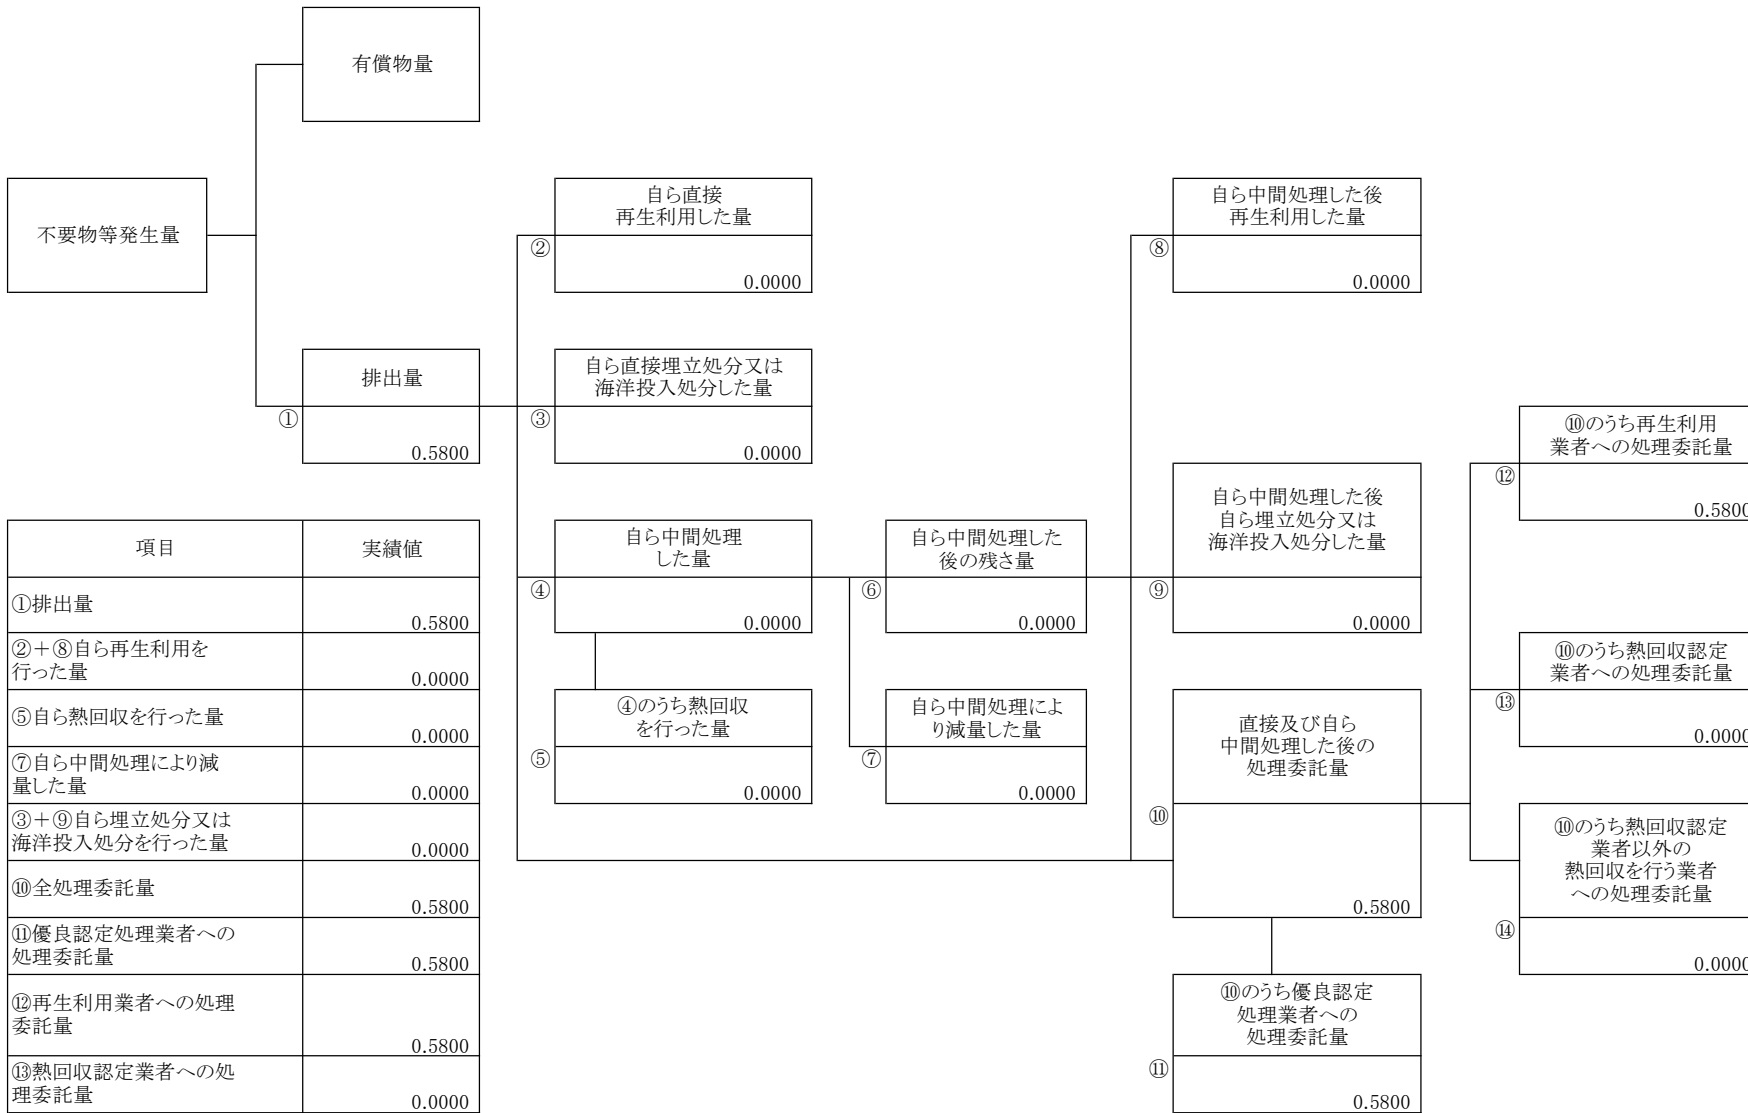 有償物量
不要物等発生量
排出量
①
0.5800
自ら直接
再生利用した量
②
0.0000
自ら直接埋立処分又は
海洋投入処分した量
③
0.0000
自ら中間処理
した量
④
0.0000
④のうち熱回収
を行った量
⑤
0.0000
自ら中間処理した
後の残さ量
⑥
0.0000
自ら中間処理によ
り減量した量
⑦
0.0000
自ら中間処理した後
再生利用した量
⑧
0.0000
自ら中間処理した後
自ら埋立処分又は
海洋投入処分した量
⑨
0.0000
直接及び自ら
中間処理した後の
処理委託量
⑩
0.5800
⑩のうち優良認定
処理業者への
処理委託量
⑪
0.5800
⑩のうち再生利用
業者への処理委託量
⑫
0.5800
⑩のうち熱回収認定
業者への処理委託量
⑬
0.0000
⑩のうち熱回収認定
業者以外の
熱回収を行う業者
への処理委託量
⑭
0.0000
項目 実績値
①排出量
0.5800
②＋⑧自ら再生利用を
行った量
0.0000
⑤自ら熱回収を行った量
0.0000
⑦自ら中間処理により減
量した量
0.0000
③＋⑨自ら埋立処分又は
海洋投入処分を行った量
0.0000
⑩全処理委託量
0.5800
⑪優良認定処理業者への
処理委託量
0.5800
⑫再生利用業者への処理
委託量
0.5800
⑬熱回収認定業者への処
理委託量
0.0000